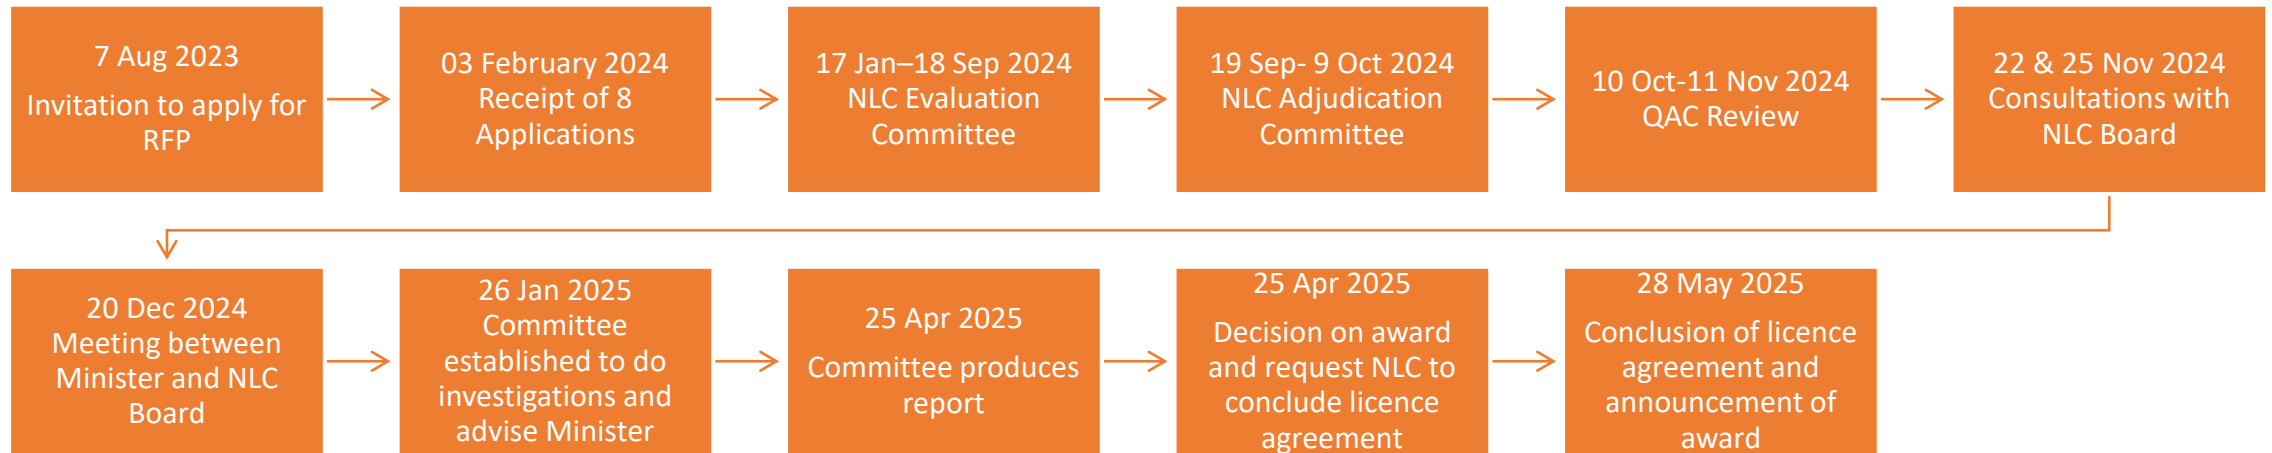 7 Aug 2023
Invitation to apply for
RFP
03 February 2024
Receipt of 8
Applications
17 Jan–18 Sep 2024
NLC Evaluation
Committee
19 Sep- 9 Oct 2024
NLC Adjudication
Committee
10 Oct-11 Nov 2024
QAC Review
22 & 25 Nov 2024
Consultations with
NLC Board
20 Dec 2024
Meeting between
Minister and NLC
Board
26 Jan 2025
Committee
established to do
investigations and
advise Minister
25 Apr 2025
Committee produces
report
25 Apr 2025
Decision on award
and request NLC to
conclude licence
agreement
28 May 2025
Conclusion of licence
agreement and
announcement of
award